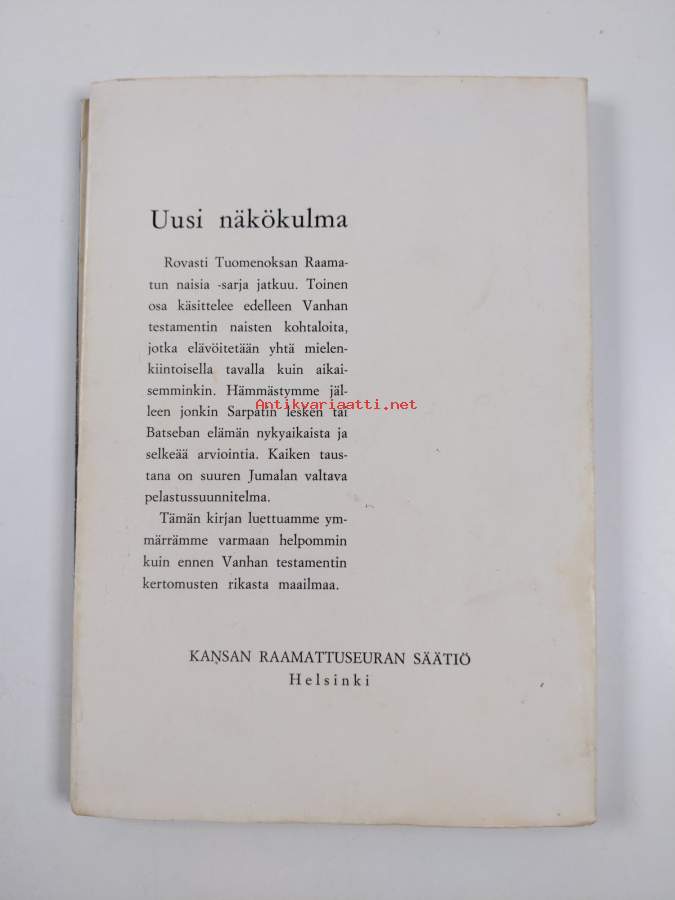 Uusi näkökulma
Rovasti Tuomenoksan Raama-
tun naisia -sarja jatkuu. Toinen
osa käsittelee edelleen Vanhan
testamentin naisten kohtaloita,
jotka elävöitetään yhtä mielen-
kiintoisella tavalla kuin aikai-
semminkin. Hämmästymme jäl-
leen jonkin Sarpatin lesken tai
Antikvariaatti.net
Batseban elämän nykyaikaista ja
selkeää arviointia. Kaiken taus-
tana on suuren Jumalan valtava
pelastussuunnitelma.
Tämän kirjan luettuamme ym-
märrämme varmaan helpommin
kuin ennen Vanhan testamentin
kertomusten rikasta maailmaa.
KANSAN RAAMATTUSEURAN SÄÄTIÖ
Helsinki